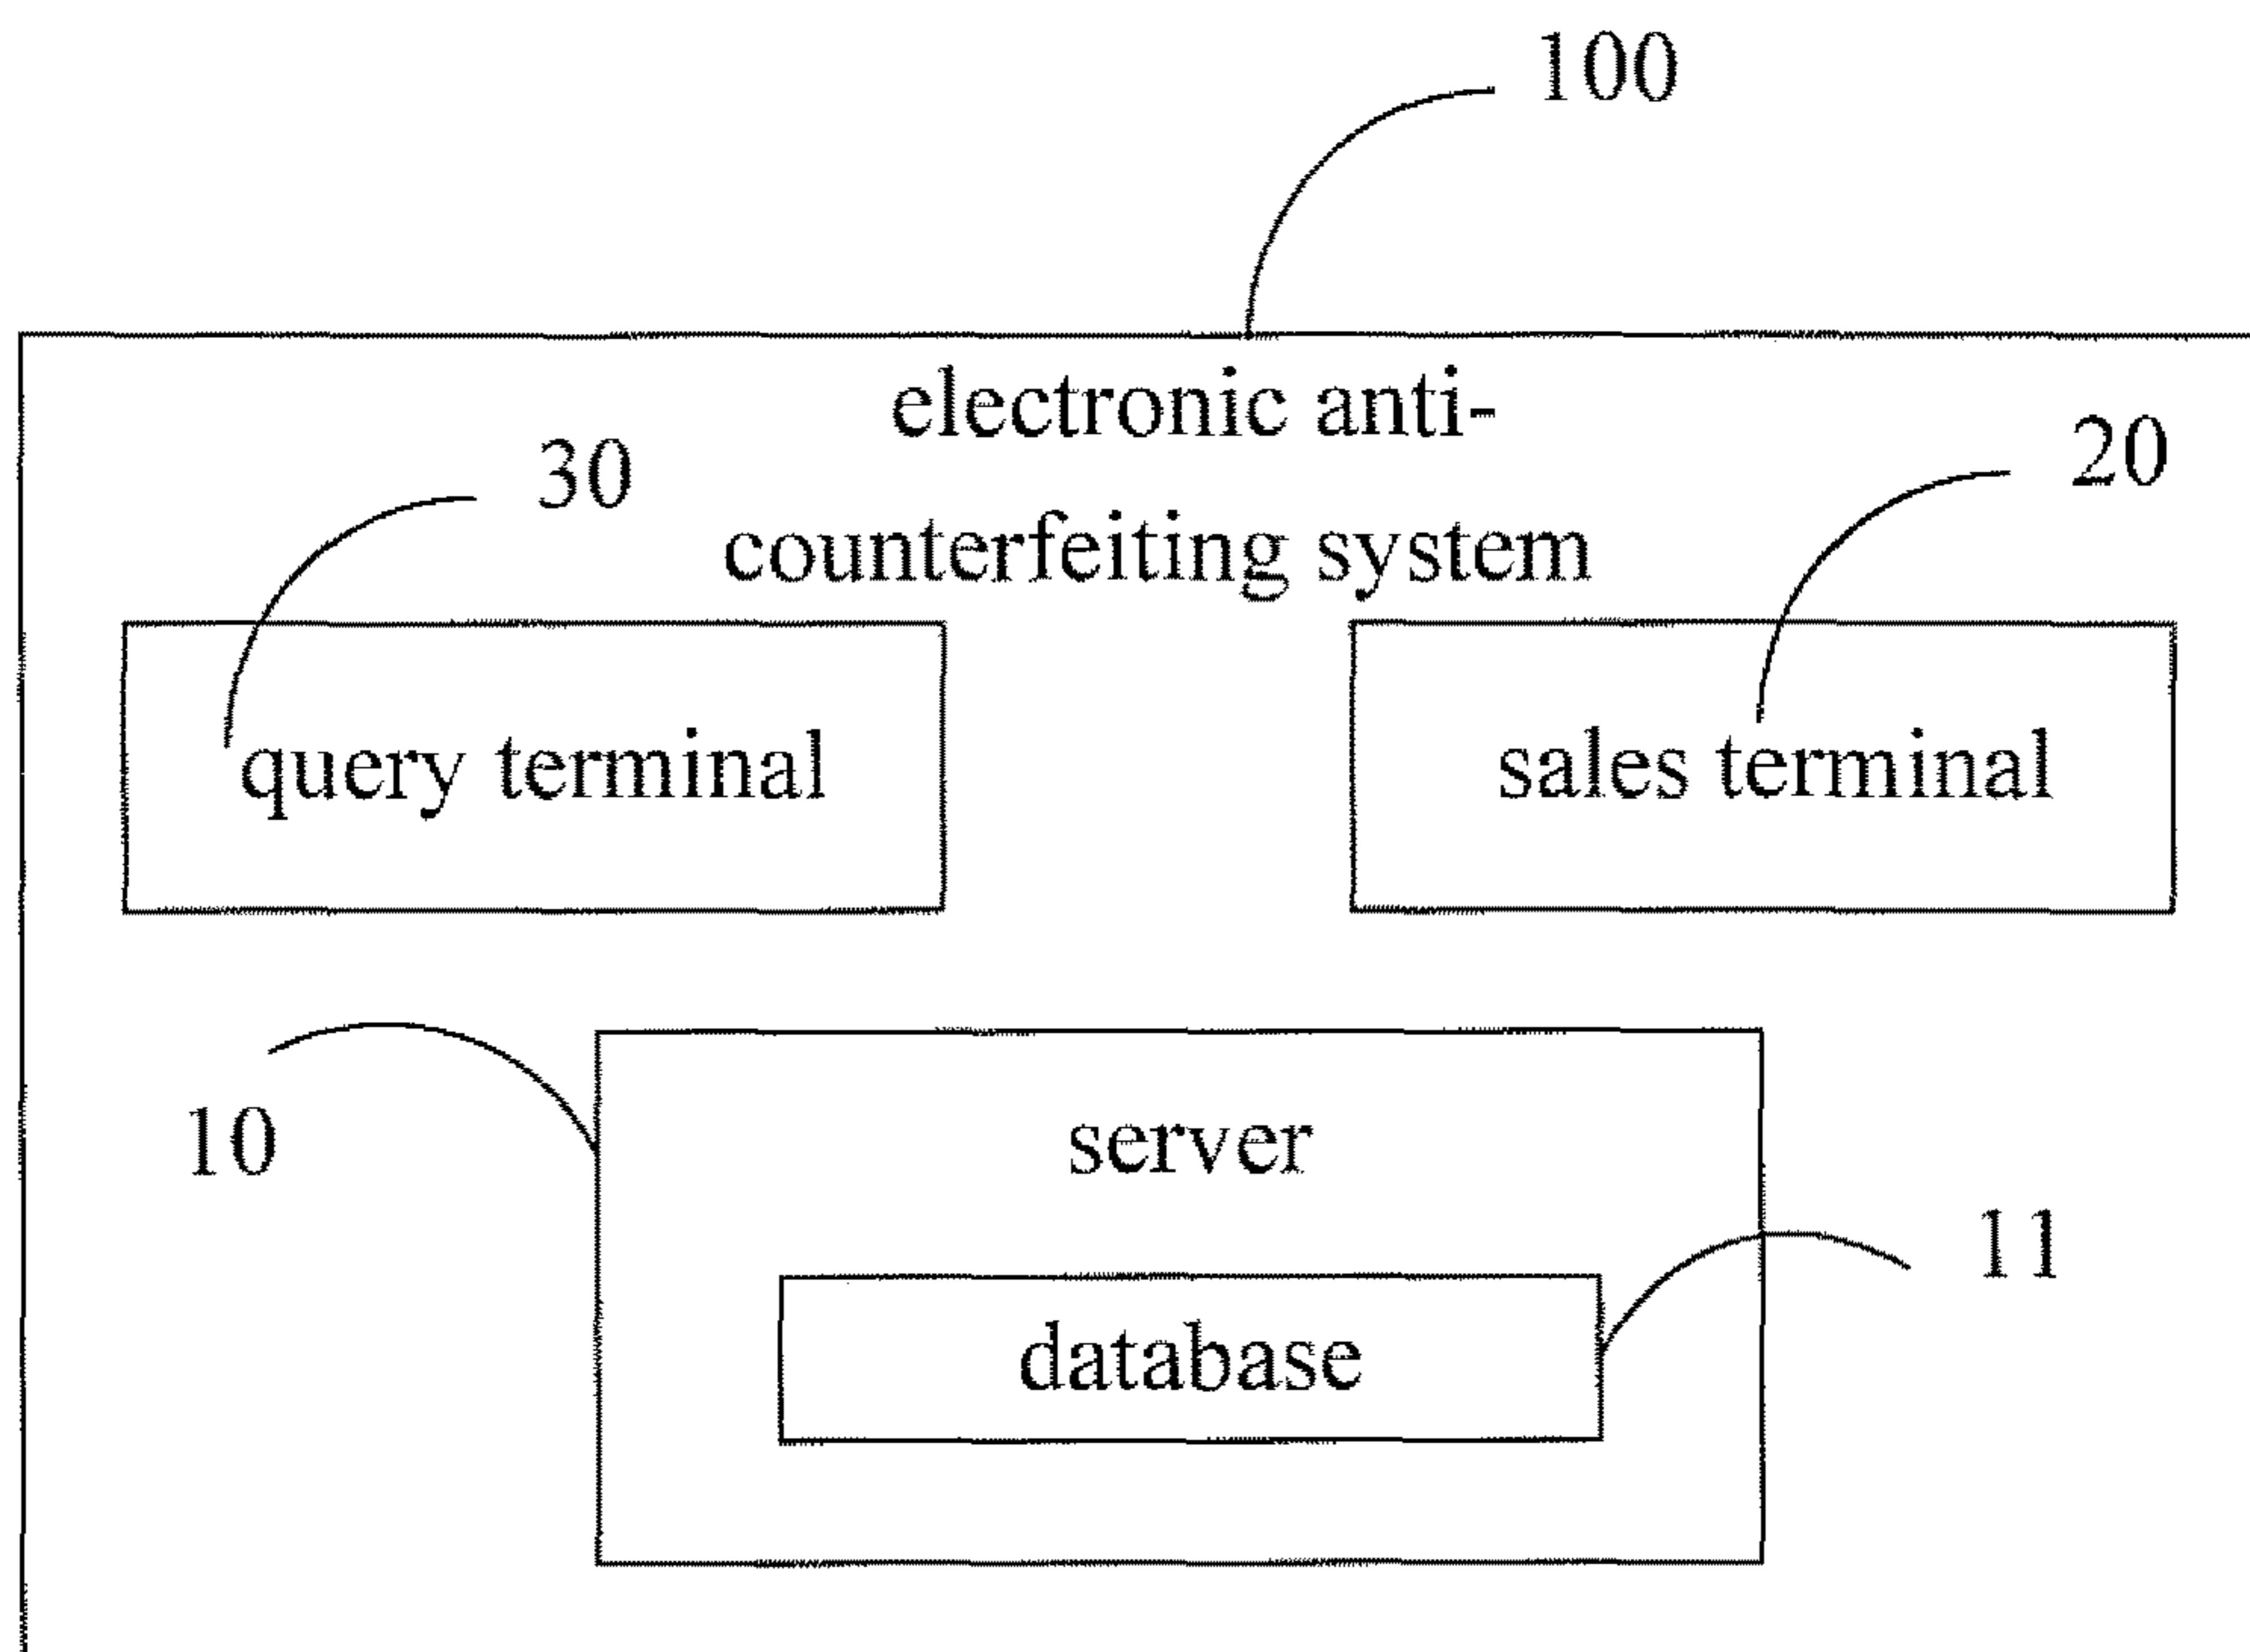 100
electronic anti-
30
20
counterfeiting system
query terminal
sales terminal
10
server
11
database